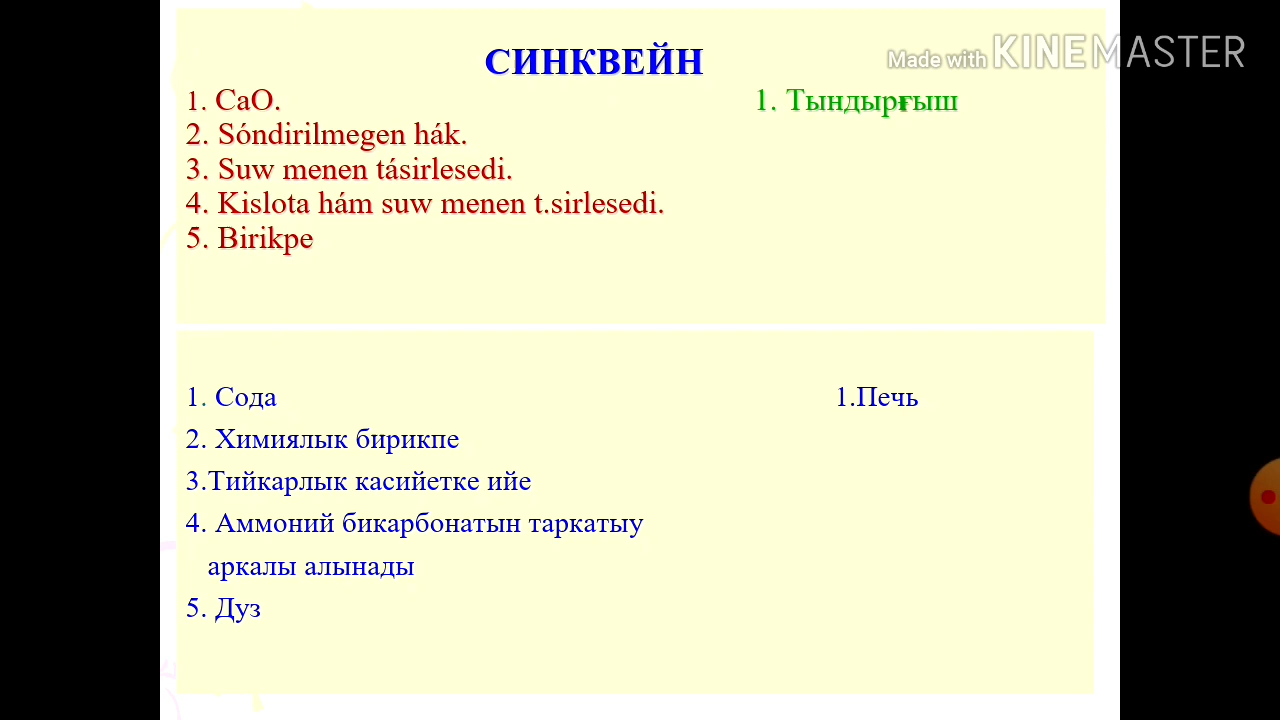 Made with KINEMASTER
СИНКВЕЙН
1. CaO.
2. Sóndirilmegen hák.
3. Suw menen tásirlesedi.
4. Kislota hám suw menen t.sirlesedi.
5. Birikpe
1. Тындырғыш
1. Сода
2. Химиялык бирикпе
3.Тийкарлык касийетке ийе
4. Аммоний бикарбонатын таркатыу
аркалы алынады
5. Дуз
1.Печь